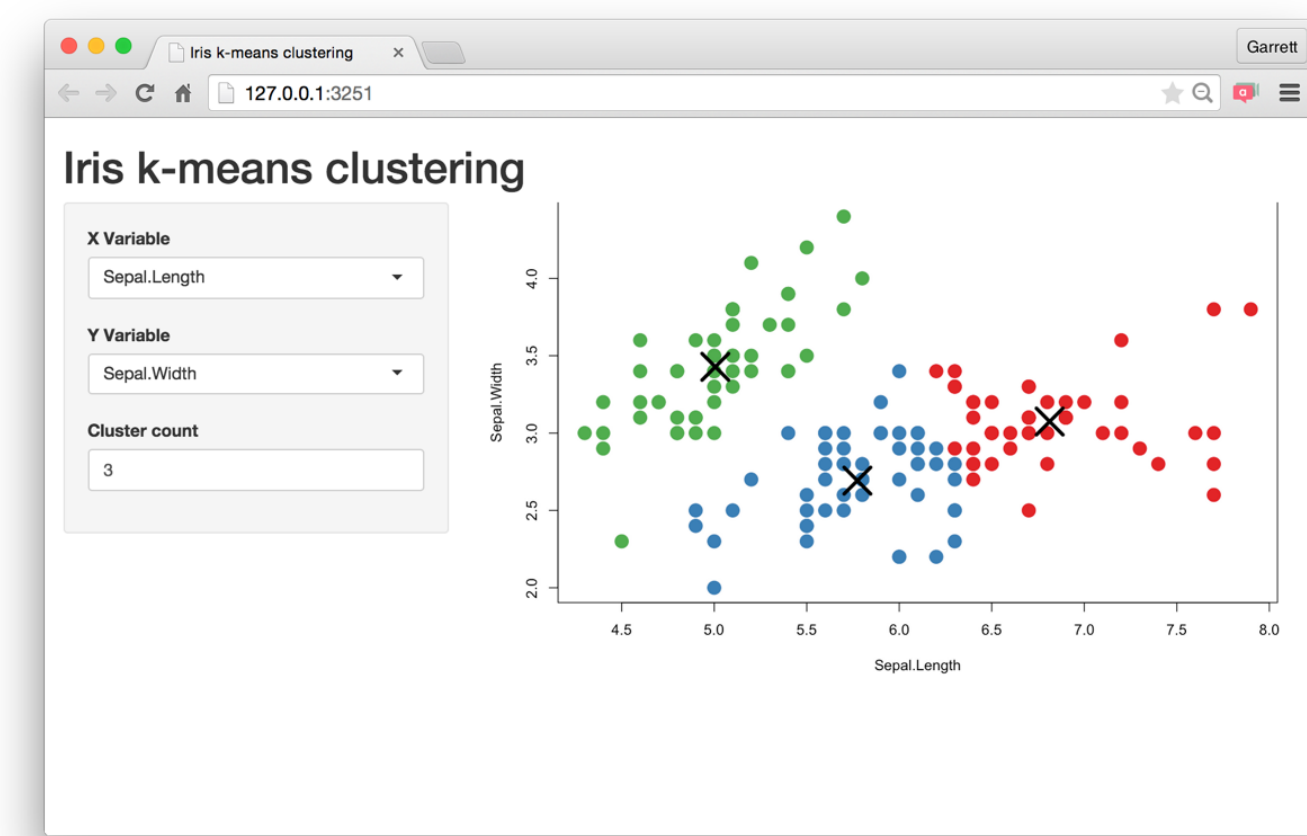 Iris k-means clustering
Garrett
127.0.0.1:3251
a
Iris k-means clustering
X Variable
Sepal.Length
Y Variable
Sepal.Width
Cluster count
3
Sepal.Width
4.0
3.5
3.0
2.5
2.0
4.5 5.0 5.5 6.0 6.5 7.0 7.5 8.0
Sepal.Length